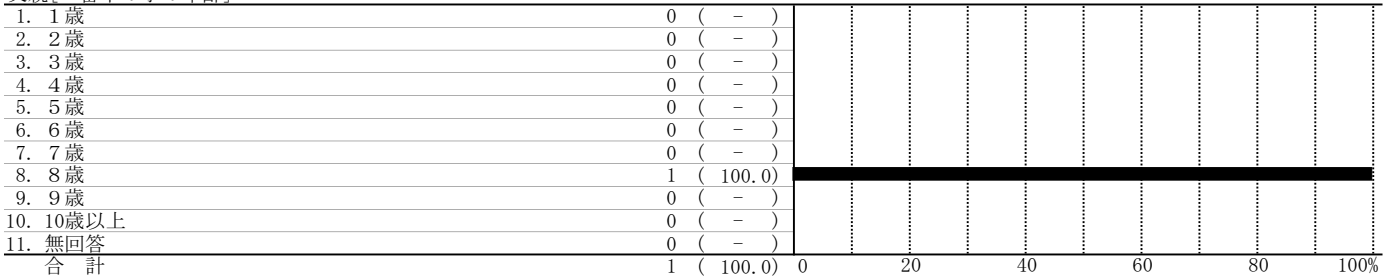 1. １歳 0 ( - )
2. ２歳 0 ( - )
3. ３歳 0 ( - )
4. ４歳 0 ( - )
5. ５歳 0 ( - )
6. ６歳 0 ( - )
7. ７歳 0 ( - )
8. ８歳 1 ( 100.0)
9. ９歳 0 ( - )
10. 10歳以上 0 ( - )
11. 無回答 0 ( - )
合　計 1 ( 100.0) 0 20 40 60 80 100%